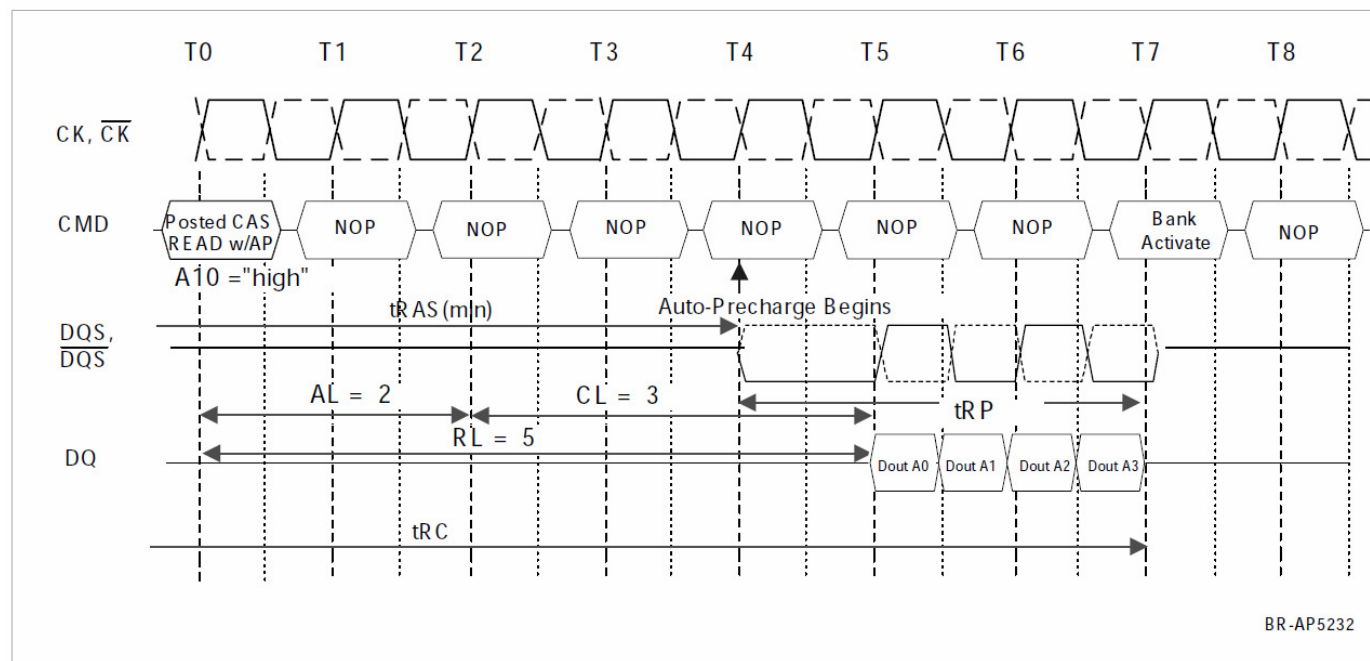 T0 T1 T2 T3 T4 T5 T6 T7 T8
CK, CK
CMD
Posted CAS READ w/AP
NOP NOP NOP NOP NOP NOP
Bank Activate
NOP
A10 ="high"
tRAS(min)
Auto-Precharge Begins
DQS,
DQS
AL = 2
CL = 3
tRP
RL = 5
DQ
Dout A0 Dout A1 Dout A2 Dout A3
tRC
BR-AP5232